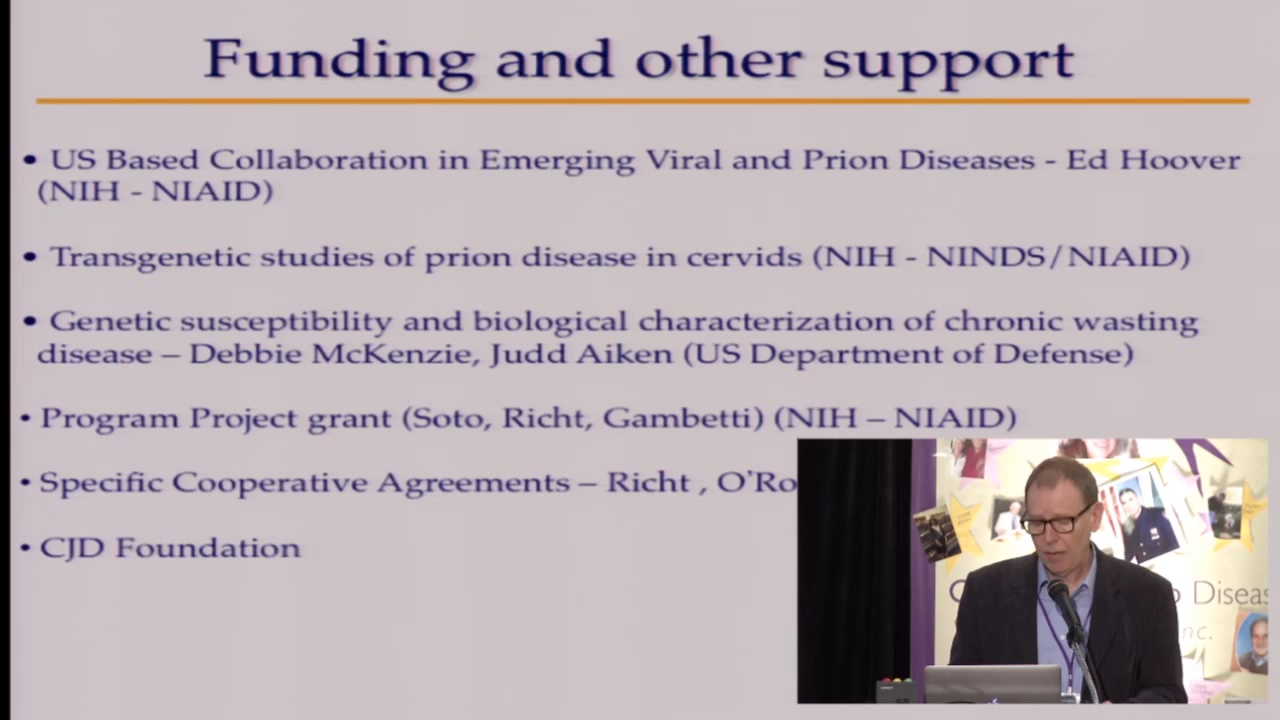 Funding and other support
• US Based Collaboration in Emerging Viral and Prion Diseases - Ed Hoover
(NIH - NIAID)
• Transgenetic studies of prion disease in cervids (NIH - NINDS/NIAID)
• Genetic susceptibility and biological characterization of chronic wasting
disease – Debbie McKenzie, Judd Aiken (US Department of Defense)
• Program Project grant (Soto, Richt, Gambetti) (NIH – NIAID)
• Specific Cooperative Agreements – Richt , O'Ro
• CJD Foundation
Diseas
nc.